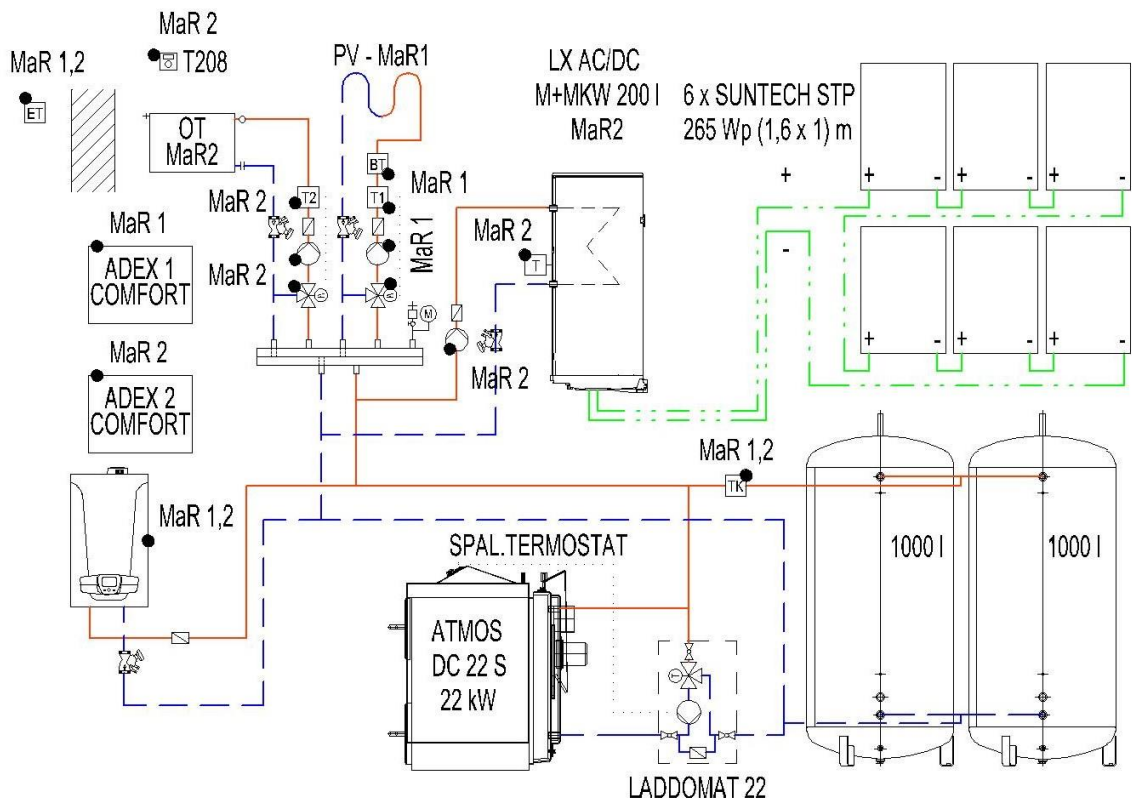 MaR 2
T208
MaR 1,2
ET
PV - MaR1
LX AC/DC
M+MKW 200 l
MaR2
6 x SUNTECH STP
265 Wp (1,6 x 1) m
+
-
+ - + - + -
+ - + - + -
+
OT
MaR2
BT
T2
T1
MaR 1
MaR 2
MaR 1
MaR 2
T
MaR 2
M
MaR 2
MaR 1
ADEX 1
COMFORT
MaR 2
ADEX 2
COMFORT
MaR 1,2
MaR 1,2
TK
1000 l
1000 l
SPAL.TERMOSTAT
ATMOS
DC 22 S
22 kW
T
LADDOMAT 22